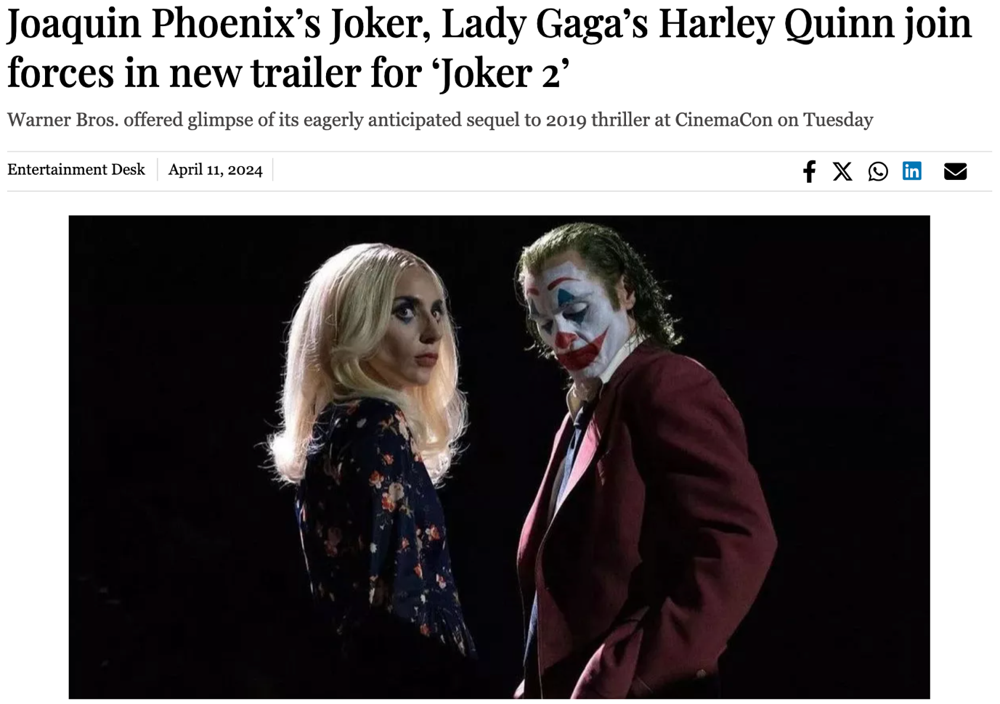 Joaquin Phoenix’s Joker, Lady Gaga’s Harley Quinn join
forces in new trailer for ‘Joker 2’
Warner Bros. offered glimpse of its eagerly anticipated sequel to 2019 thriller at CinemaCon on Tuesday
Entertainment Desk
April 11, 2024
f X in